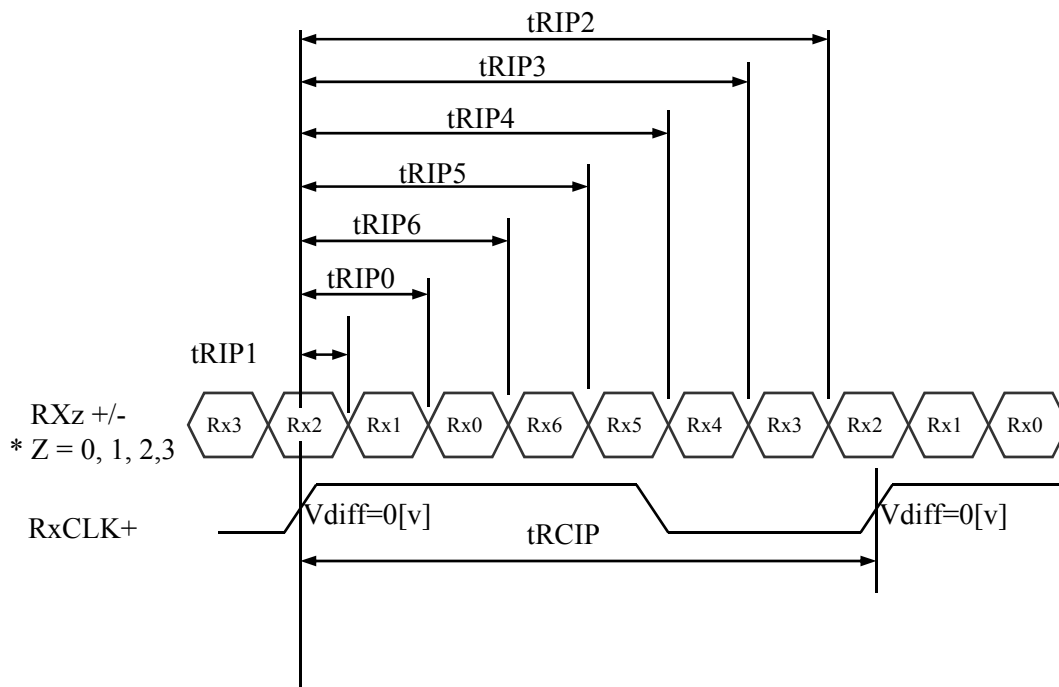 tRIP2
tRIP3
tRIP4
tRIP5
tRIP6
tRIP0
tRIP1
RXz +/-
* Z = 0, 1, 2,3
Rx3 Rx2 Rx1 Rx0 Rx6 Rx5 Rx4 Rx3 Rx2 Rx1 Rx0
RxCLK+
Vdiff=0[v] Vdiff=0[v]
tRCIP